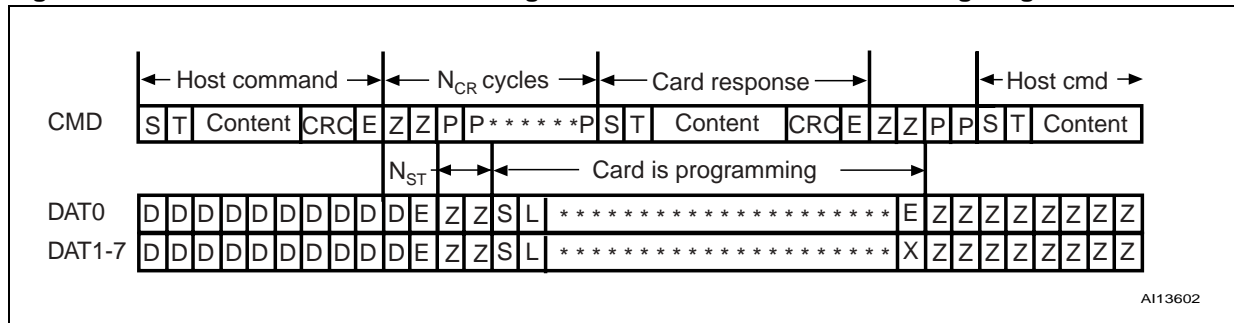 Host command N_CR cycles Card response Host cmd
CMD S T Content CRC E Z Z P P * * * * * * P S T Content CRC E Z Z P P S T Content
N_ST Card is programming
DAT0 D D D D D D D D D D E Z Z S L * * * * * * * * * * * * * * * * * * * * * E Z Z Z Z Z Z Z Z
DAT1-7 D D D D D D D D D D E Z Z S L * * * * * * * * * * * * * * * * * * * * * X Z Z Z Z Z Z Z Z
AI13602